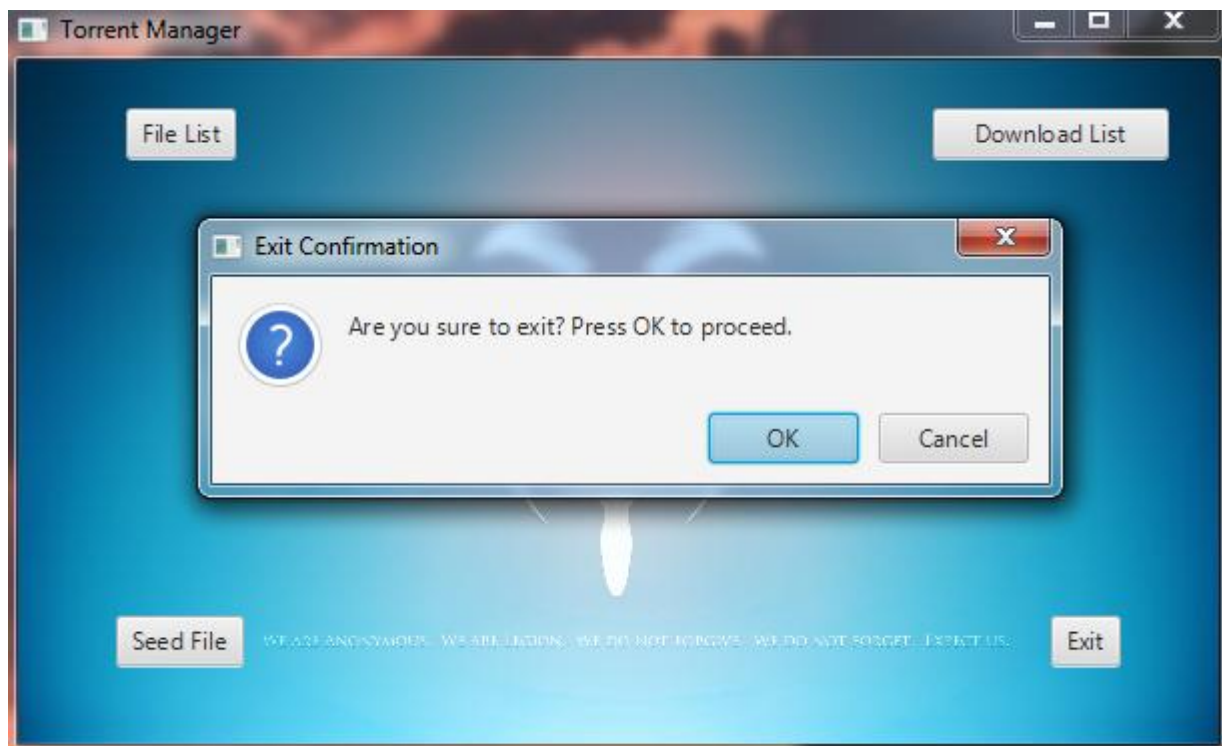 Torrent Manager
File List
Download List
Exit Confirmation
Are you sure to exit? Press OK to proceed.
OK
Cancel
Seed File
WE ARE ANONYMOUS. WE ARE LEGION. WE DO NOT FORGIVE. WE DO NOT FORGET. EXPECT US.
Exit